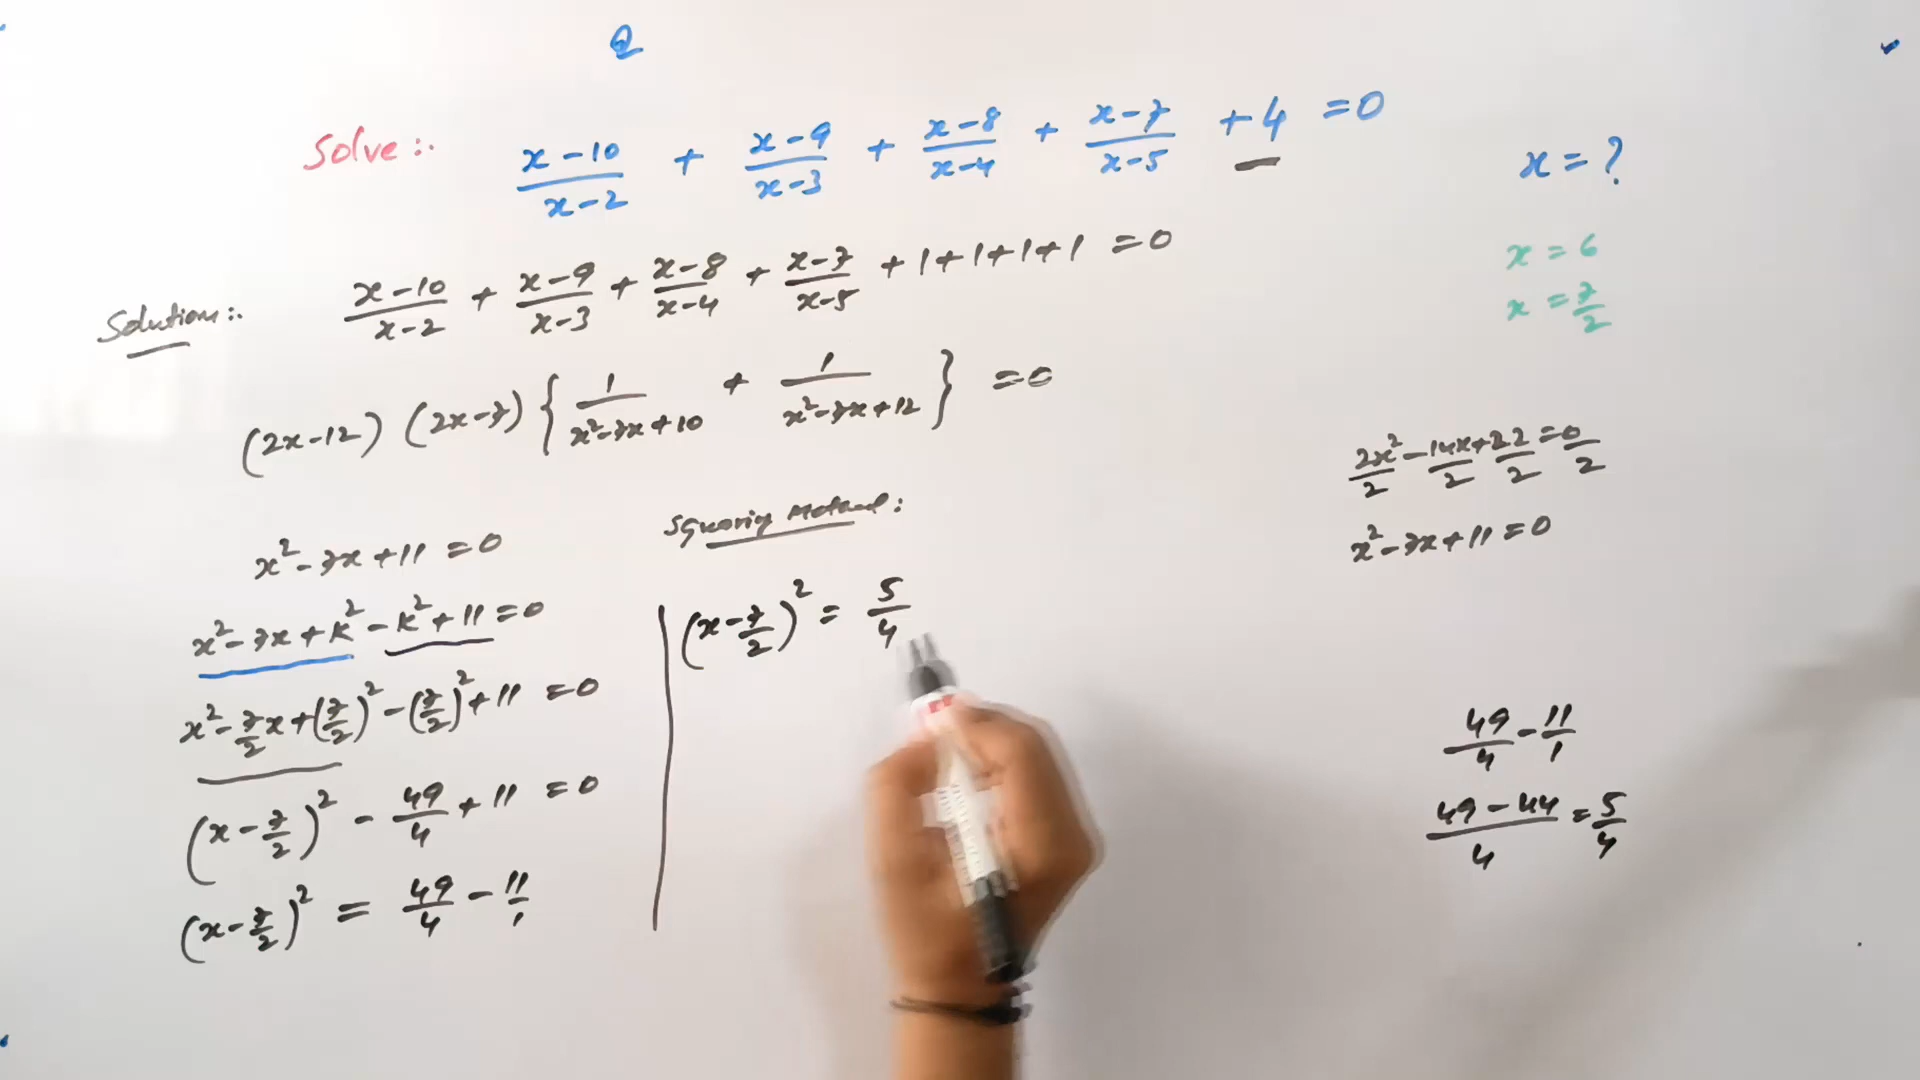 Q
Solve:. x-10/x-2 + x-9/x-3 + x-8/x-4 + x-7/x-5 + 4 = 0
x = ?
Solution:. x-10/x-2 + x-9/x-3 + x-8/x-4 + x-7/x-5 + 1+1+1+1 = 0
x = 6
x = 7/2
(2x-12) (2x-7) { 1/x²-7x+10 + 1/x²-7x+12 } = 0
2x²/2 - 14x/2 + 22/2 = 0/2
x²-7x+11 = 0
x²-7x+11 = 0
x²-7x+k²-k²+11 = 0
x²-7/2x+(7/2)²-(7/2)²+11 = 0
(x-7/2)² - 49/4 + 11 = 0
(x-7/2)² = 49/4 - 11/1
Squaring Method:
(x-7/2)² = 5/4
49/4 - 11/1
49-44/4 = 5/4